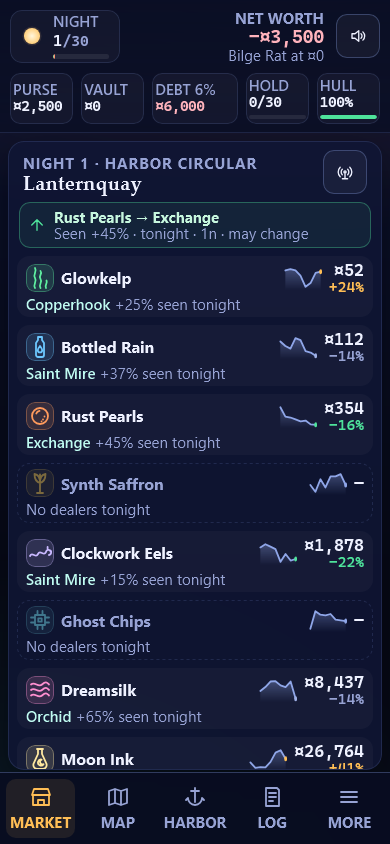 NIGHT
1/30
NET WORTH
−¤3,500
Bilge Rat at ¤0
PURSE
¤2,500
VAULT
¤0
DEBT 6%
¤6,000
HOLD
0/30
HULL
100%
NIGHT 1 · HARBOR CIRCULAR
Lanternquay
Rust Pearls → Exchange
Seen +45% · tonight · 1n · may change
Glowkelp
¤52
+24%
Copperhook +25% seen tonight
Bottled Rain
¤112
−14%
Saint Mire +37% seen tonight
Rust Pearls
¤354
−16%
Exchange +45% seen tonight
Synth Saffron
—
No dealers tonight
Clockwork Eels
¤1,878
−22%
Saint Mire +15% seen tonight
Ghost Chips
—
No dealers tonight
Dreamsilk
¤8,437
−14%
Orchid +65% seen tonight
Moon Ink
¤26,764
+41%
MARKET
MAP
HARBOR
LOG
MORE